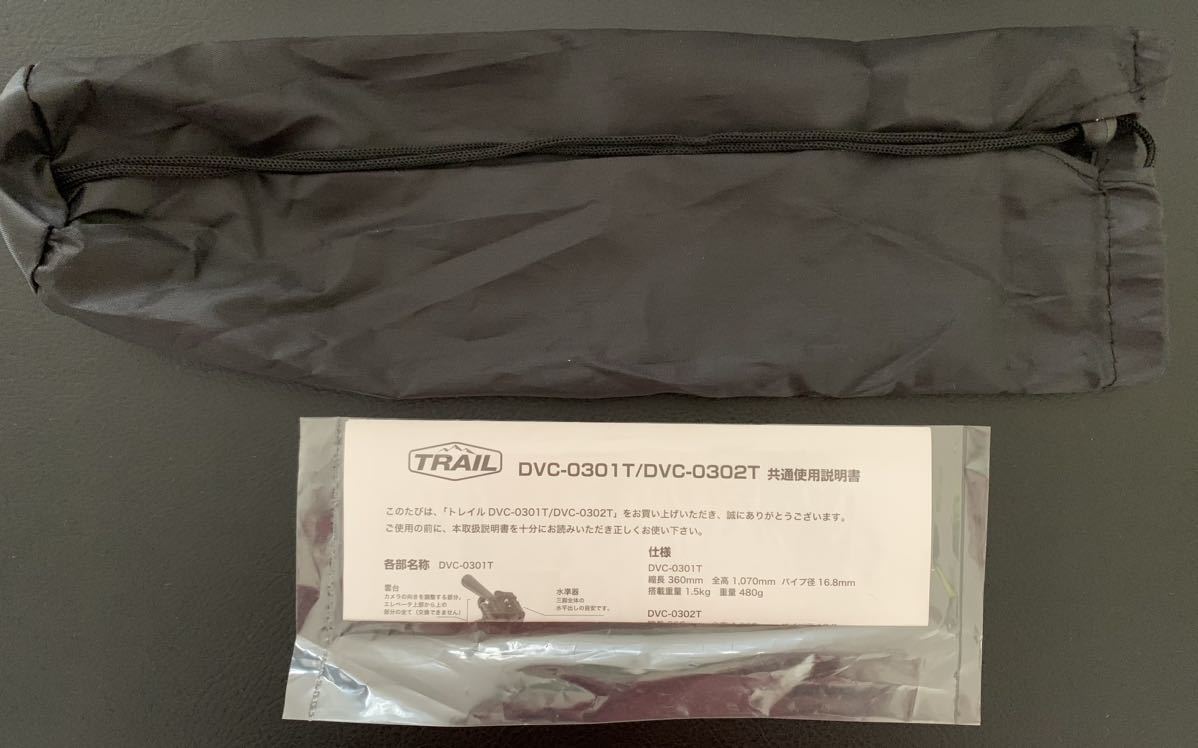 TRAIL
DVC-0301T/DVC-0302T 共通使用説明書
このたびは、「トレイル DVC-0301T/DVC-0302T」をお買い上げいただき、誠にありがとうございます。
ご使用の前に、本取扱説明書を十分にお読みいただき正しくお使い下さい。
各部名称 DVC-0301T
雲台
カメラの向きを調整する部分。
エレベータ上部から上の
部分の全て（交換できません）
水準器
三脚全体の
水平出しの目安です。
仕様
DVC-0301T
縮長 360mm 全高 1,070mm パイプ径 16.8mm
搭載重量 1.5kg 重量 480g
DVC-0302T